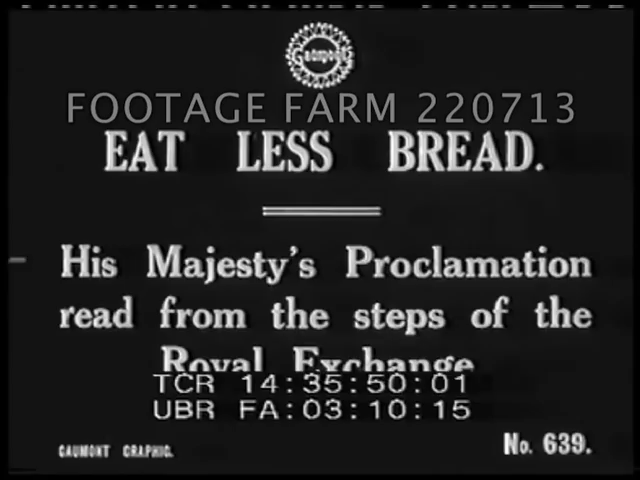 Gaumont
FOOTAGE FARM 220713
EAT LESS BREAD.
His Majesty's Proclamation
read from the steps of the
Royal Exchange
TCR 14:35:50:01
UBR FA:03:10:15
GAUMONT GRAPHIC.
No. 639.